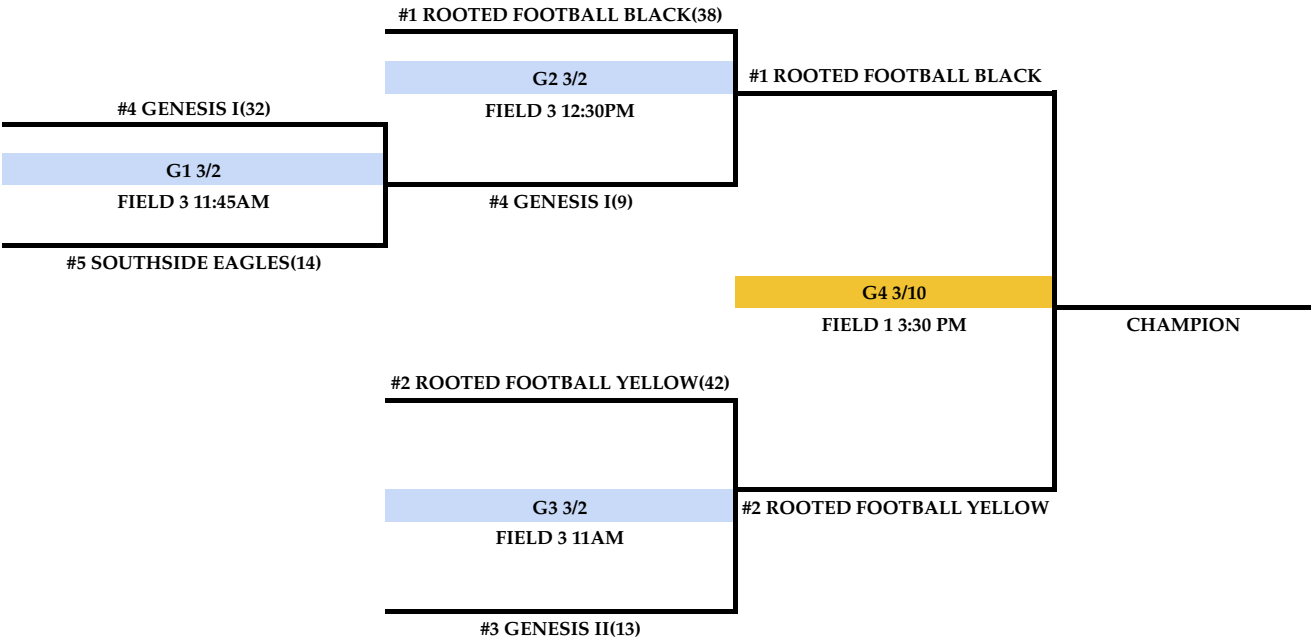 #1 ROOTED FOOTBALL BLACK(38)
G2 3/2
FIELD 3 12:30PM
#1 ROOTED FOOTBALL BLACK
#4 GENESIS I(32)
G1 3/2
FIELD 3 11:45AM
#4 GENESIS I(9)
#5 SOUTHSIDE EAGLES(14)
G4 3/10
FIELD 1 3:30 PM
CHAMPION
#2 ROOTED FOOTBALL YELLOW(42)
G3 3/2
FIELD 3 11AM
#2 ROOTED FOOTBALL YELLOW
#3 GENESIS II(13)